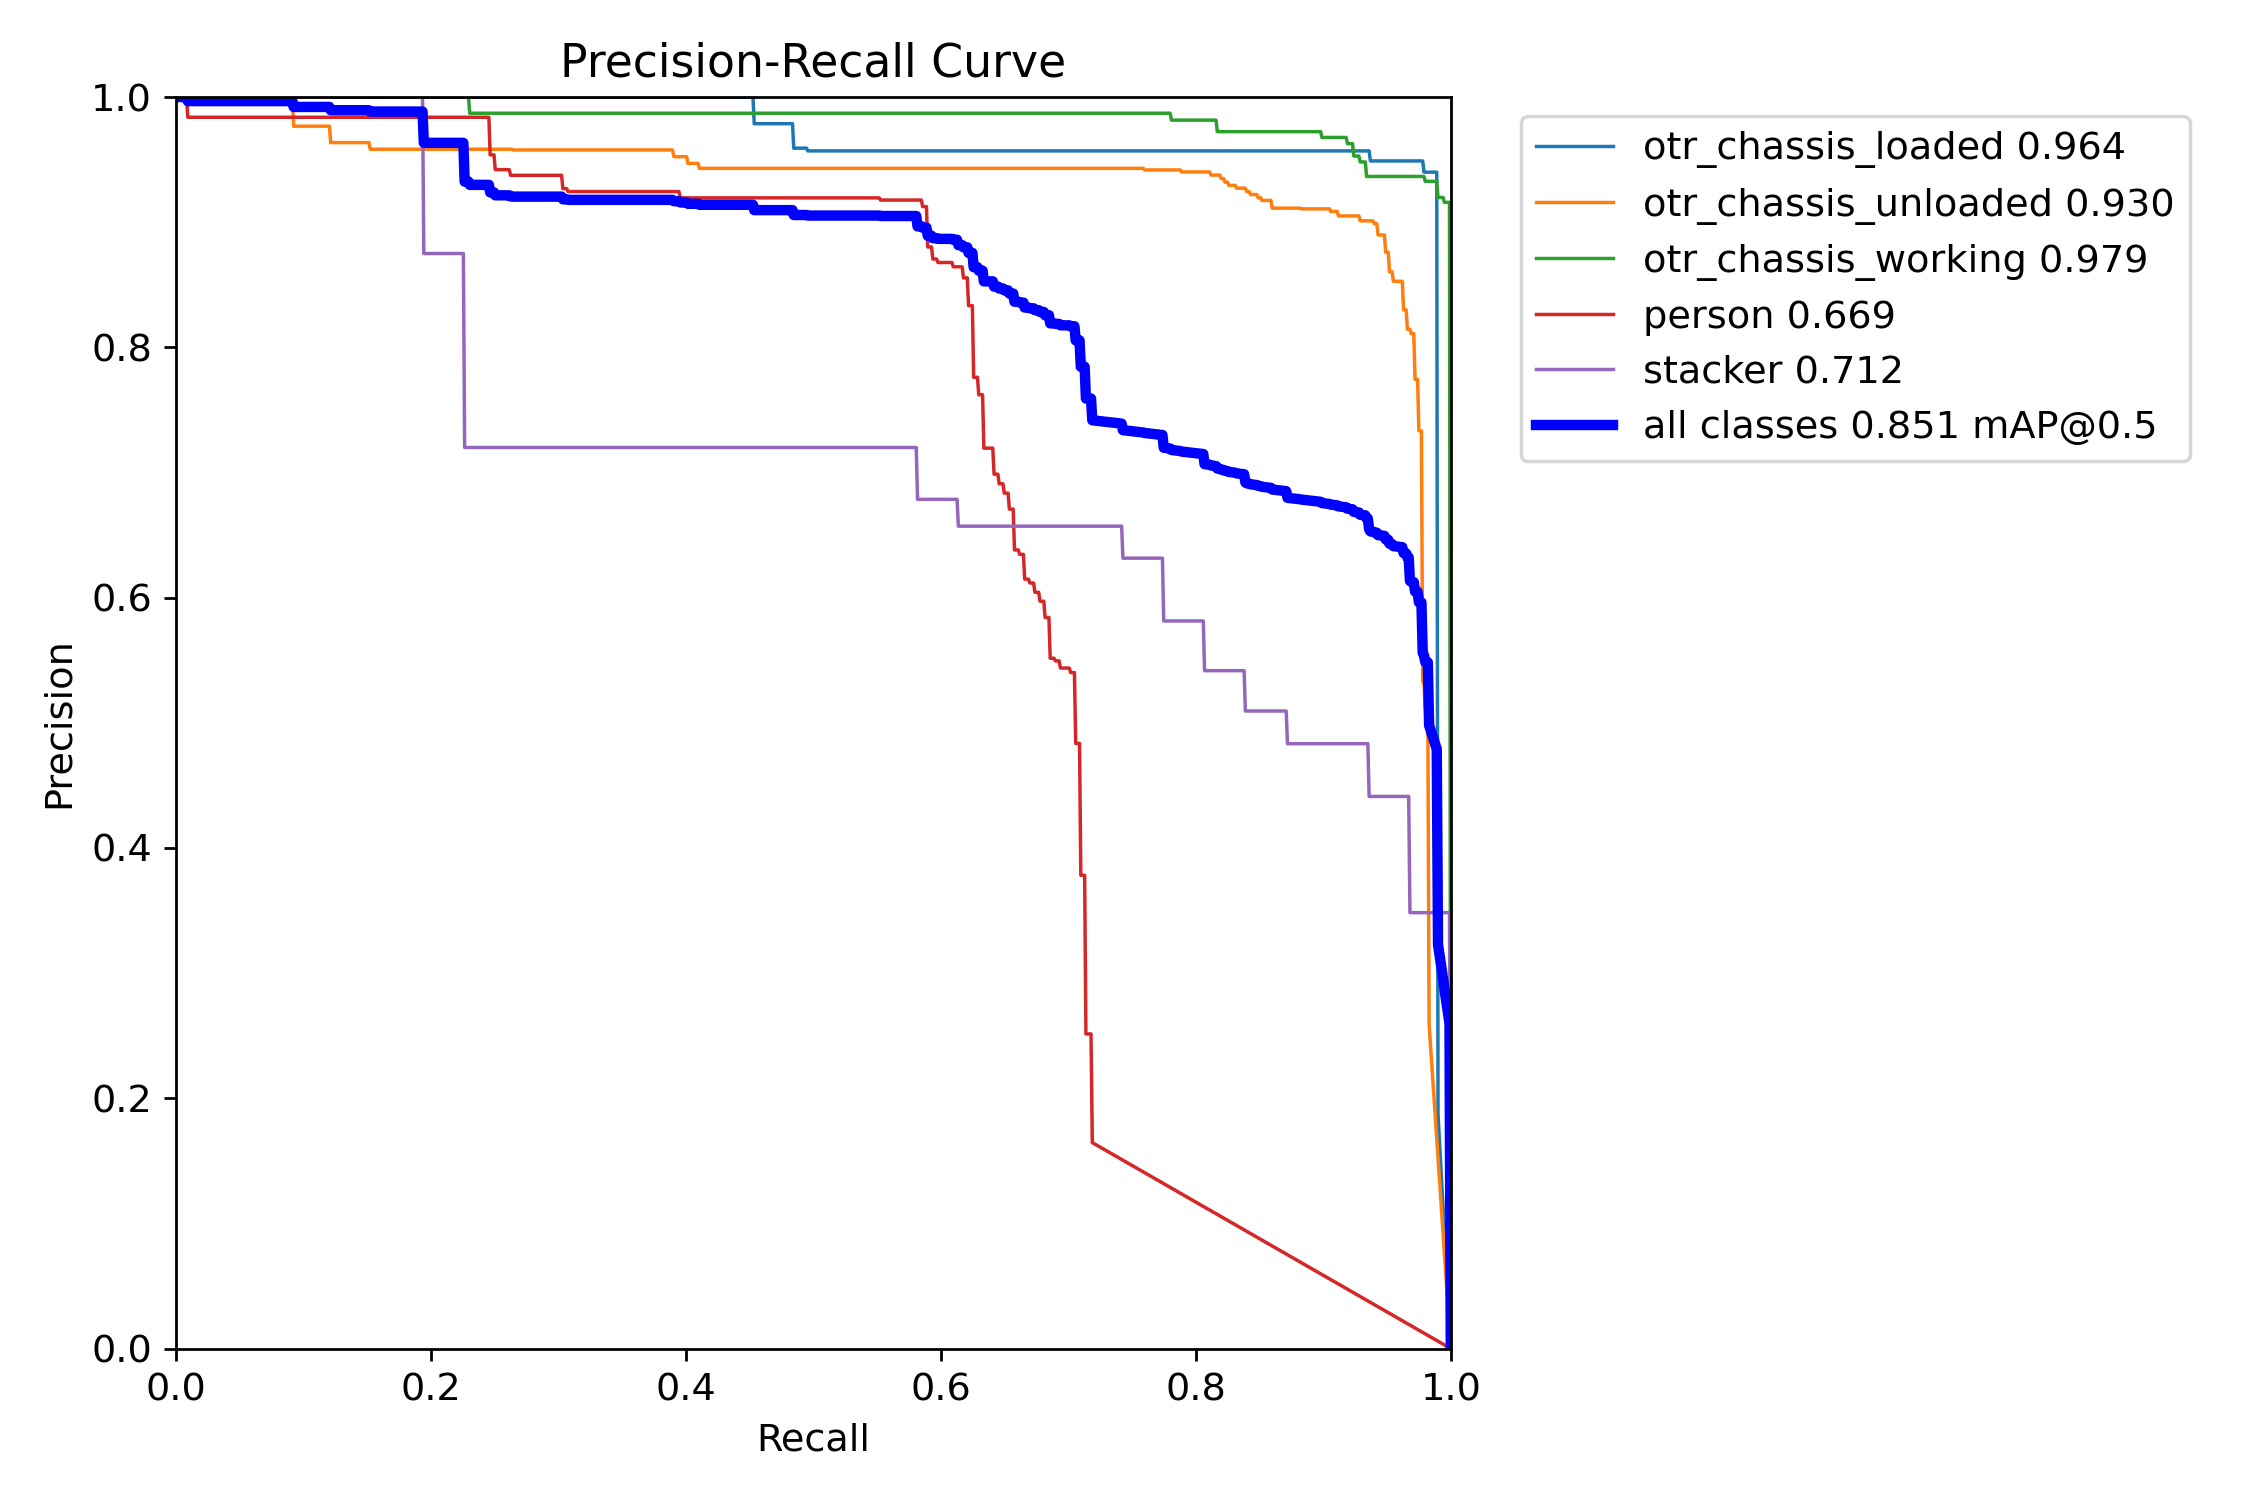 Precision-Recall Curve
1.0
0.8
0.6
0.4
0.2
0.0
Precision
0.0 0.2 0.4 0.6 0.8 1.0
Recall
otr_chassis_loaded 0.964
otr_chassis_unloaded 0.930
otr_chassis_working 0.979
person 0.669
stacker 0.712
all classes 0.851 mAP@0.5